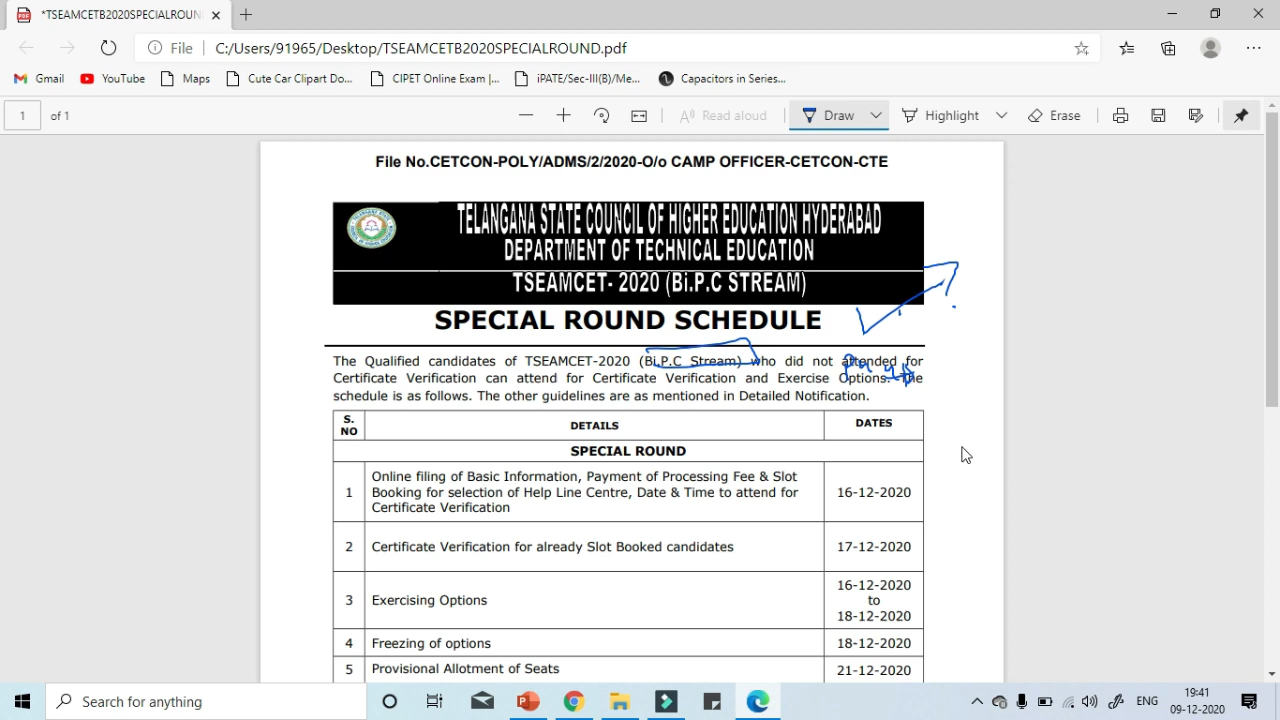 *TSEAMCETB2020SPECIALROUND
File C:/Users/91965/Desktop/TSEAMCETB2020SPECIALROUND.pdf
Gmail YouTube Maps Cute Car Clipart Do... CIPET Online Exam |... iPATE/Sec-III(B)/Me... Capacitors in Series...
1 of 1 Read aloud Draw Highlight Erase
File No.CETCON-POLY/ADMS/2/2020-O/o CAMP OFFICER-CETCON-CTE
TELANGANA STATE COUNCIL OF HIGHER EDUCATION HYDERABAD
DEPARTMENT OF TECHNICAL EDUCATION
TSEAMCET- 2020 (Bi.P.C STREAM)
SPECIAL ROUND SCHEDULE
The Qualified candidates of TSEAMCET-2020 (Bi.P.C Stream) who did not attended for
Certificate Verification can attend for Certificate Verification and Exercise Options. The
schedule is as follows. The other guidelines are as mentioned in Detailed Notification.
S. NO DETAILS DATES
SPECIAL ROUND
1 Online filing of Basic Information, Payment of Processing Fee & Slot
Booking for selection of Help Line Centre, Date & Time to attend for
Certificate Verification 16-12-2020
2 Certificate Verification for already Slot Booked candidates 17-12-2020
3 Exercising Options 16-12-2020
to
18-12-2020
4 Freezing of options 18-12-2020
5 Provisional Allotment of Seats 21-12-2020
Search for anything
ENG 19:41
09-12-2020